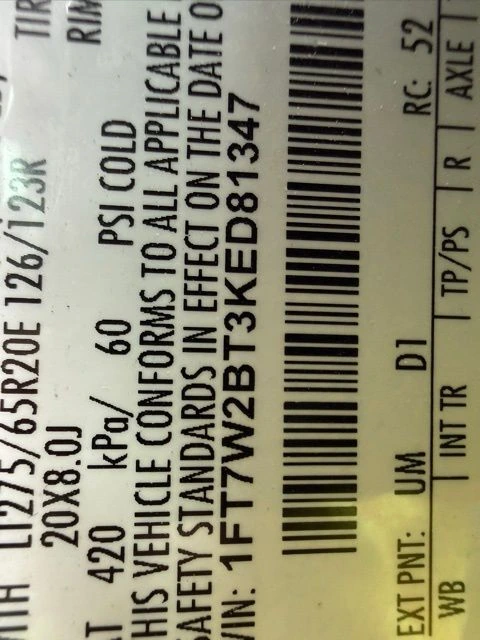 LT275/65R20E 126/123R TIR
20X8.0J RIM
AT 420 kPa/ 60 PSI COLD
THIS VEHICLE CONFORMS TO ALL APPLICABLE
SAFETY STANDARDS IN EFFECT ON THE DATE O
VIN: 1FT7W2BT3KED81347
EXT PNT: UM D1 RC: 52
WB INT TR TP/PS R AXLE